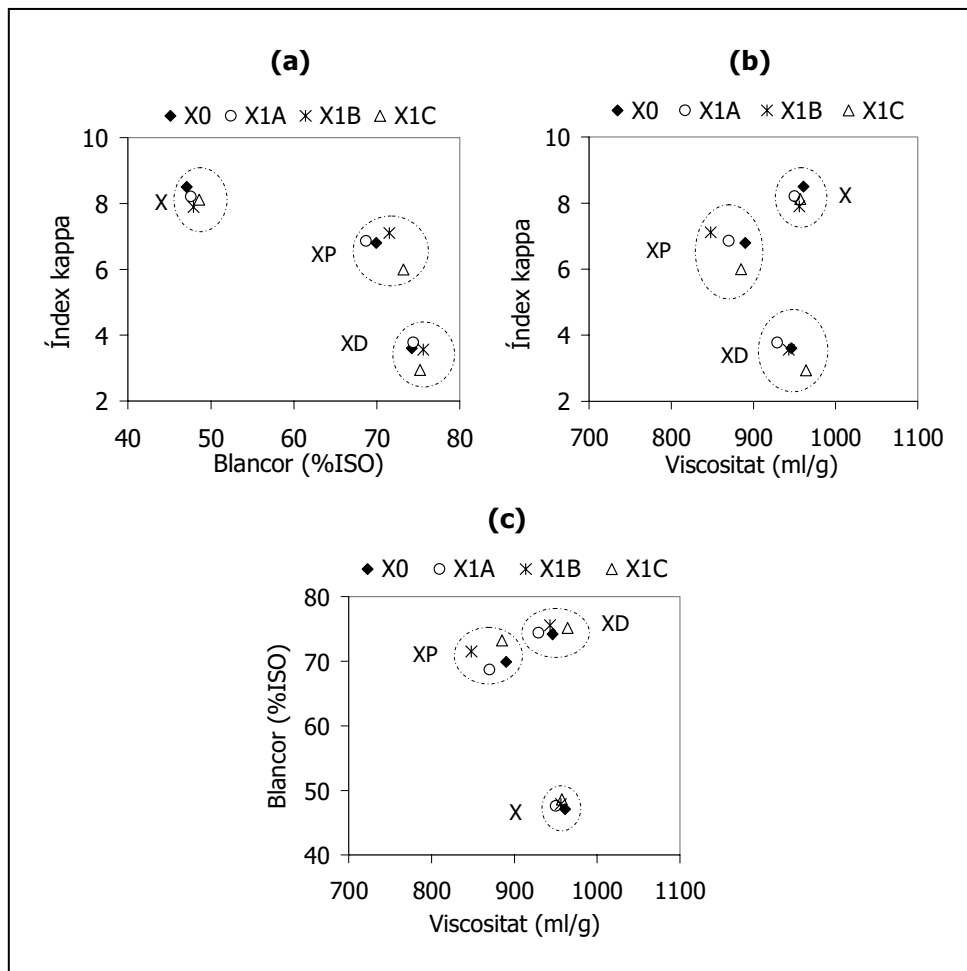 (a)
◆ X0 ○ X1A ✳ X1B △ X1C
Índex kappa
10
8
6
4
2
X
XP
XD
40 50 60 70 80
Blancor (%ISO)
(b)
◆ X0 ○ X1A ✳ X1B △ X1C
Índex kappa
10
8
6
4
2
X
XP
XD
700 800 900 1000 1100
Viscositat (ml/g)
(c)
◆ X0 ○ X1A ✳ X1B △ X1C
Blancor (%ISO)
80
70
60
50
40
XD
XP
X
700 800 900 1000 1100
Viscositat (ml/g)